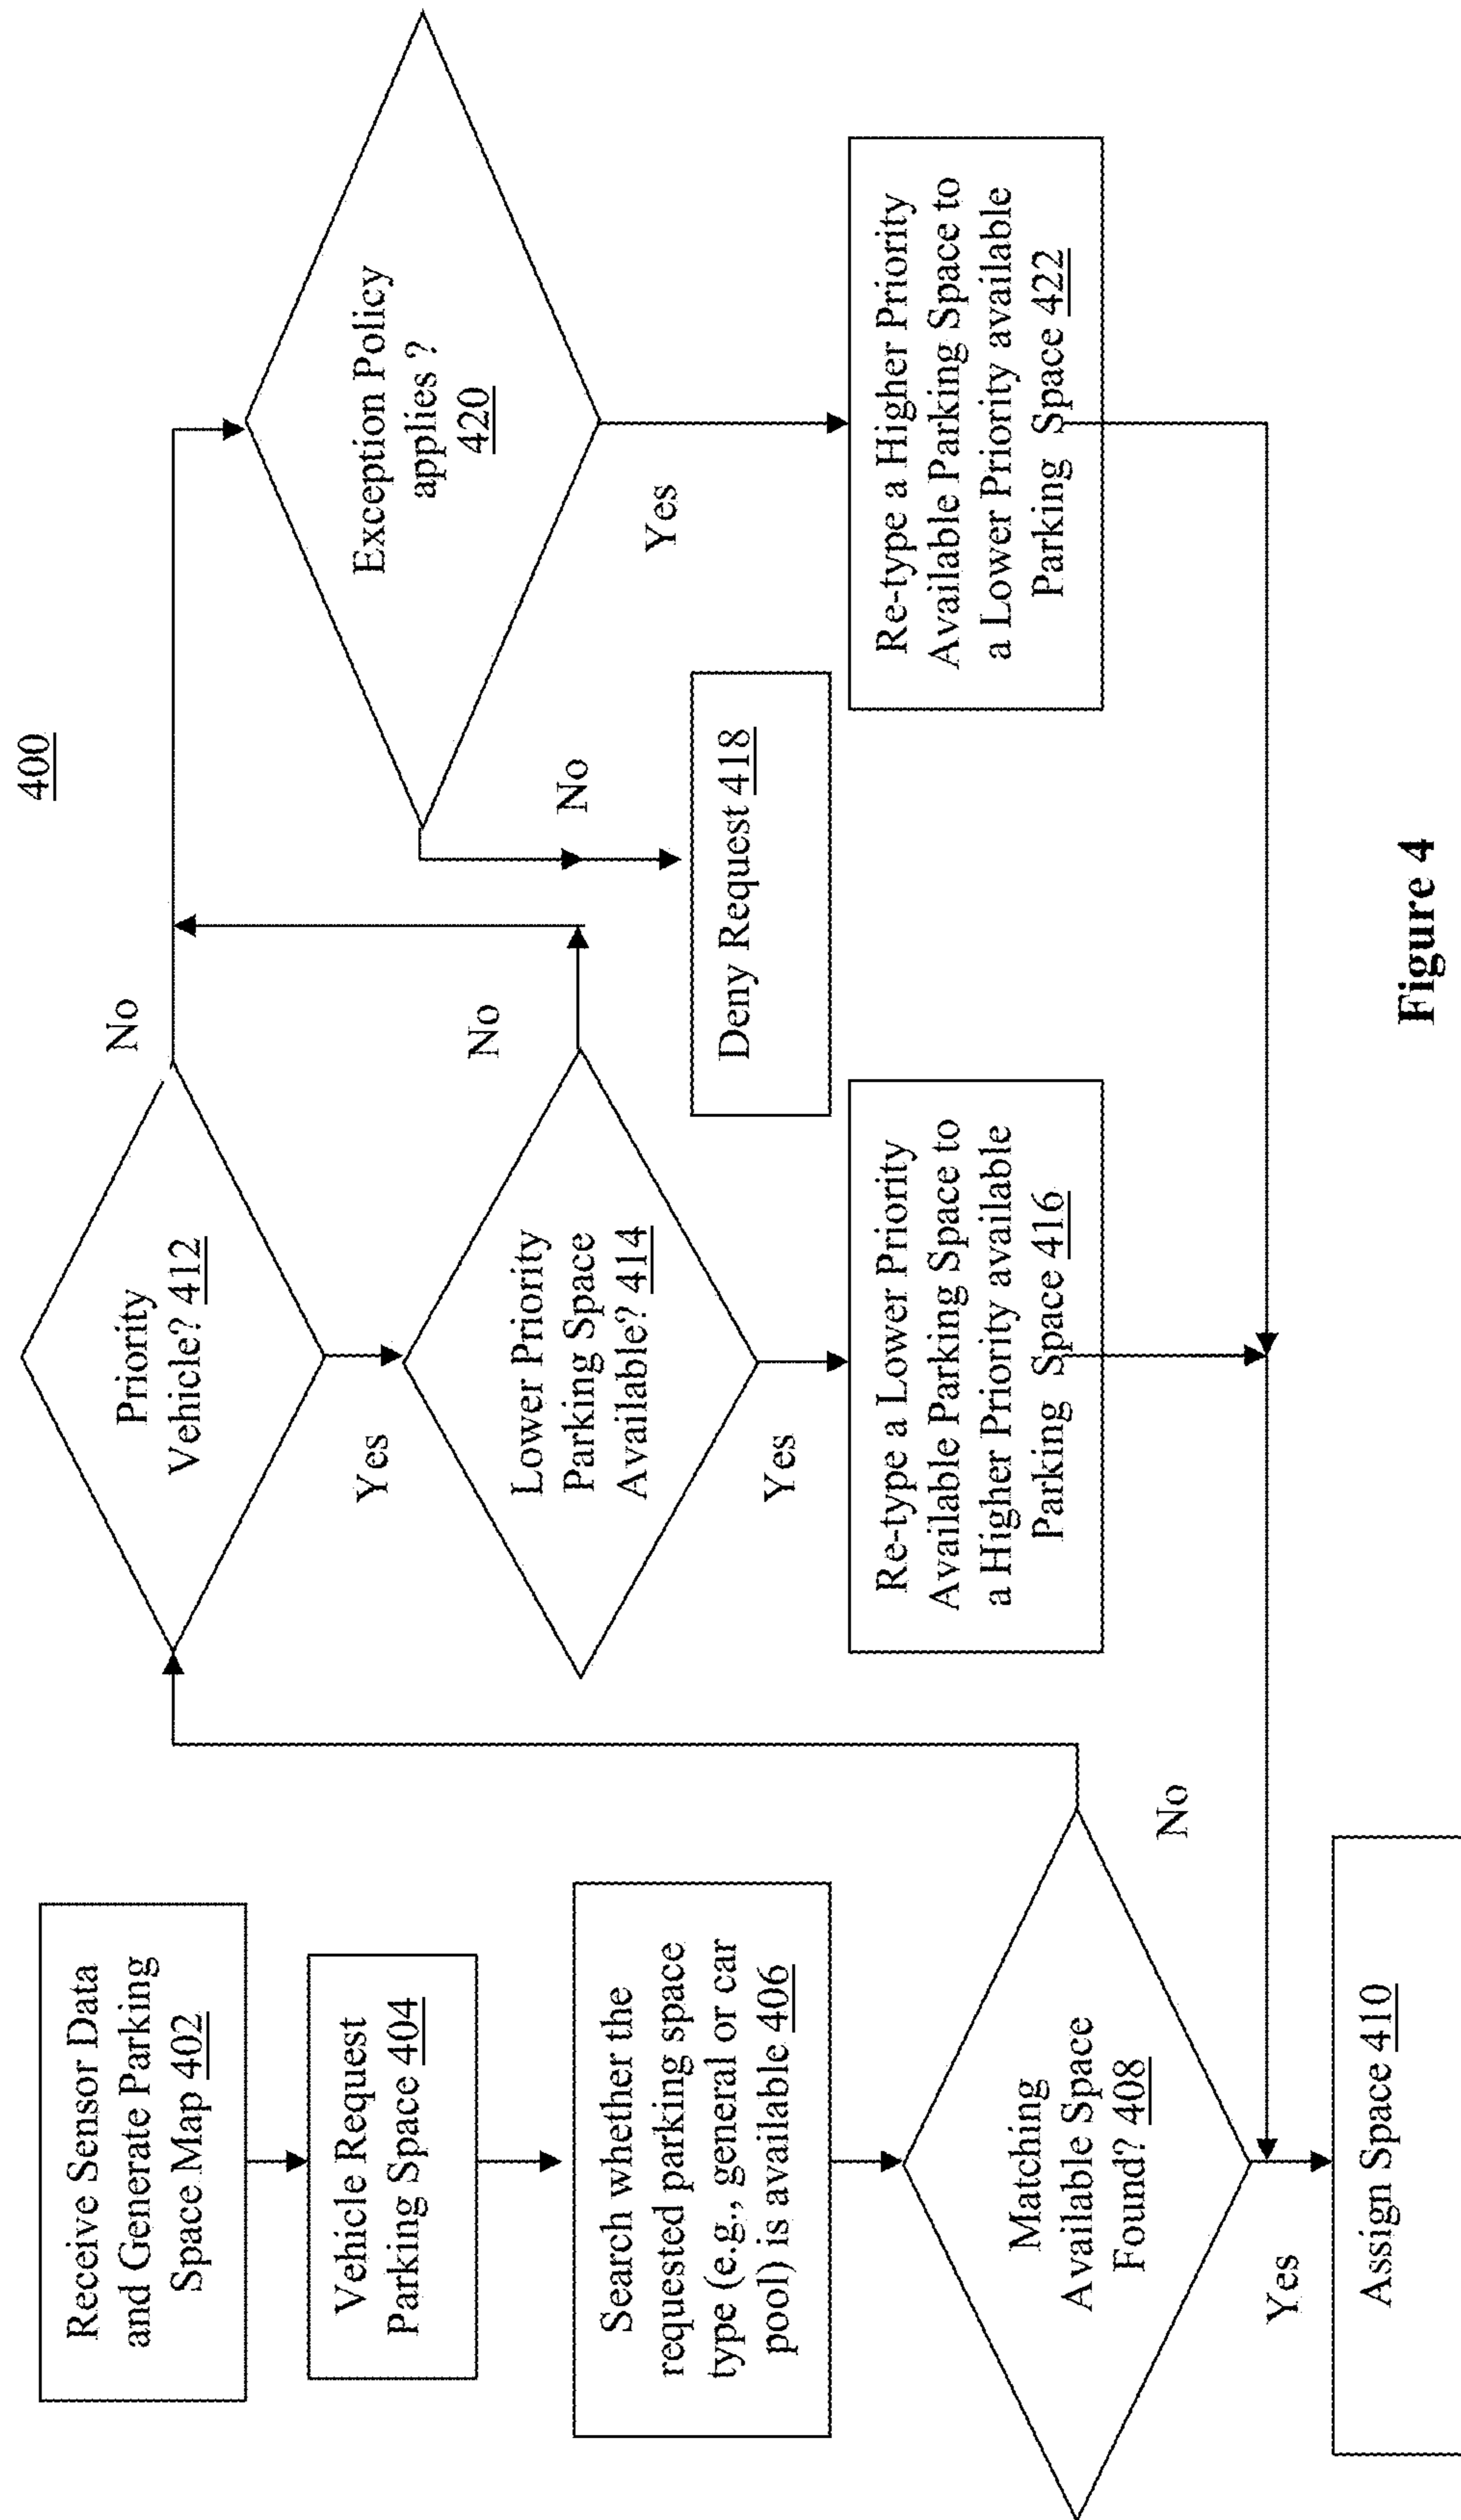 400
Receive Sensor Data
and Generate Parking
Space Map 402
Vehicle Request
Parking Space 404
Search whether the
requested parking space
type (e.g., general or car
pool) is available 406
Matching
Available Space
Found? 408
No
Yes
Assign Space 410
Priority
Vehicle? 412
No
Yes
Lower Priority
Parking Space
Available? 414
No
Yes
Re-type a Lower Priority
Available Parking Space to
a Higher Priority available
Parking Space 416
Deny Request 418
Exception Policy
applies ?
420
No
Yes
Re-type a Higher Priority
Available Parking Space to
a Lower Priority available
Parking Space 422
Figure 4